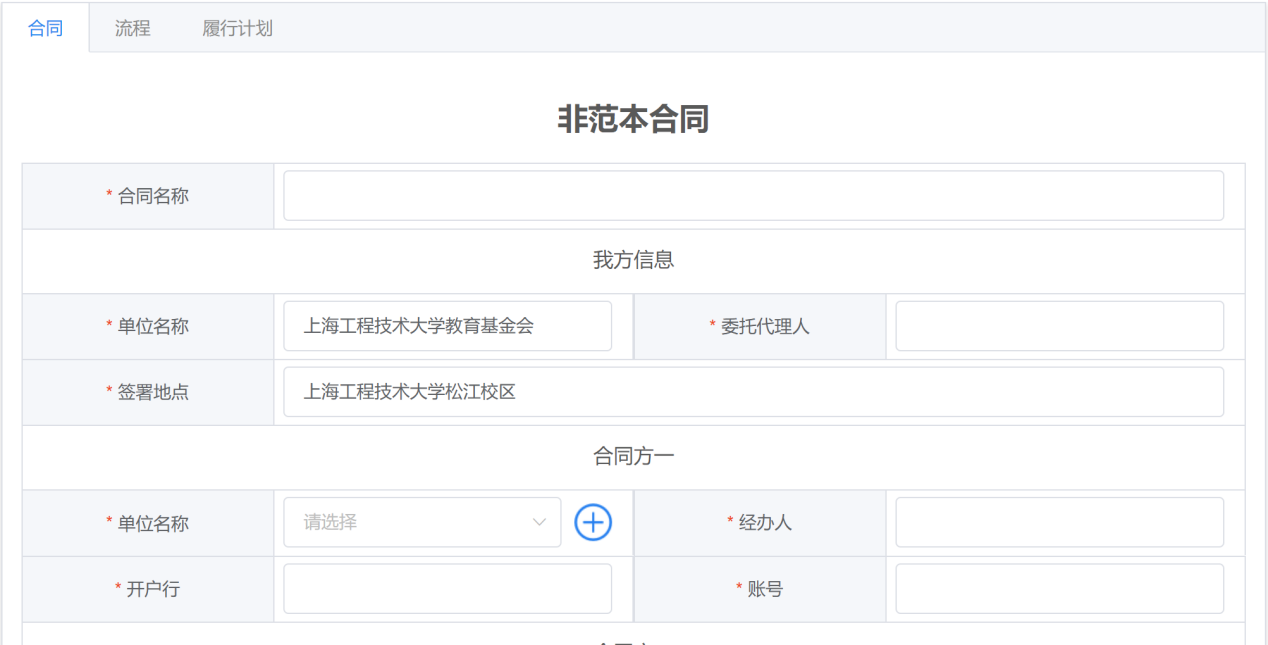 合同 流程 履行计划
非范本合同
* 合同名称
我方信息
* 单位名称 上海工程技术大学教育基金会 * 委托代理人
* 签署地点 上海工程技术大学松江校区
合同方一
* 单位名称 请选择 * 经办人
* 开户行 * 账号